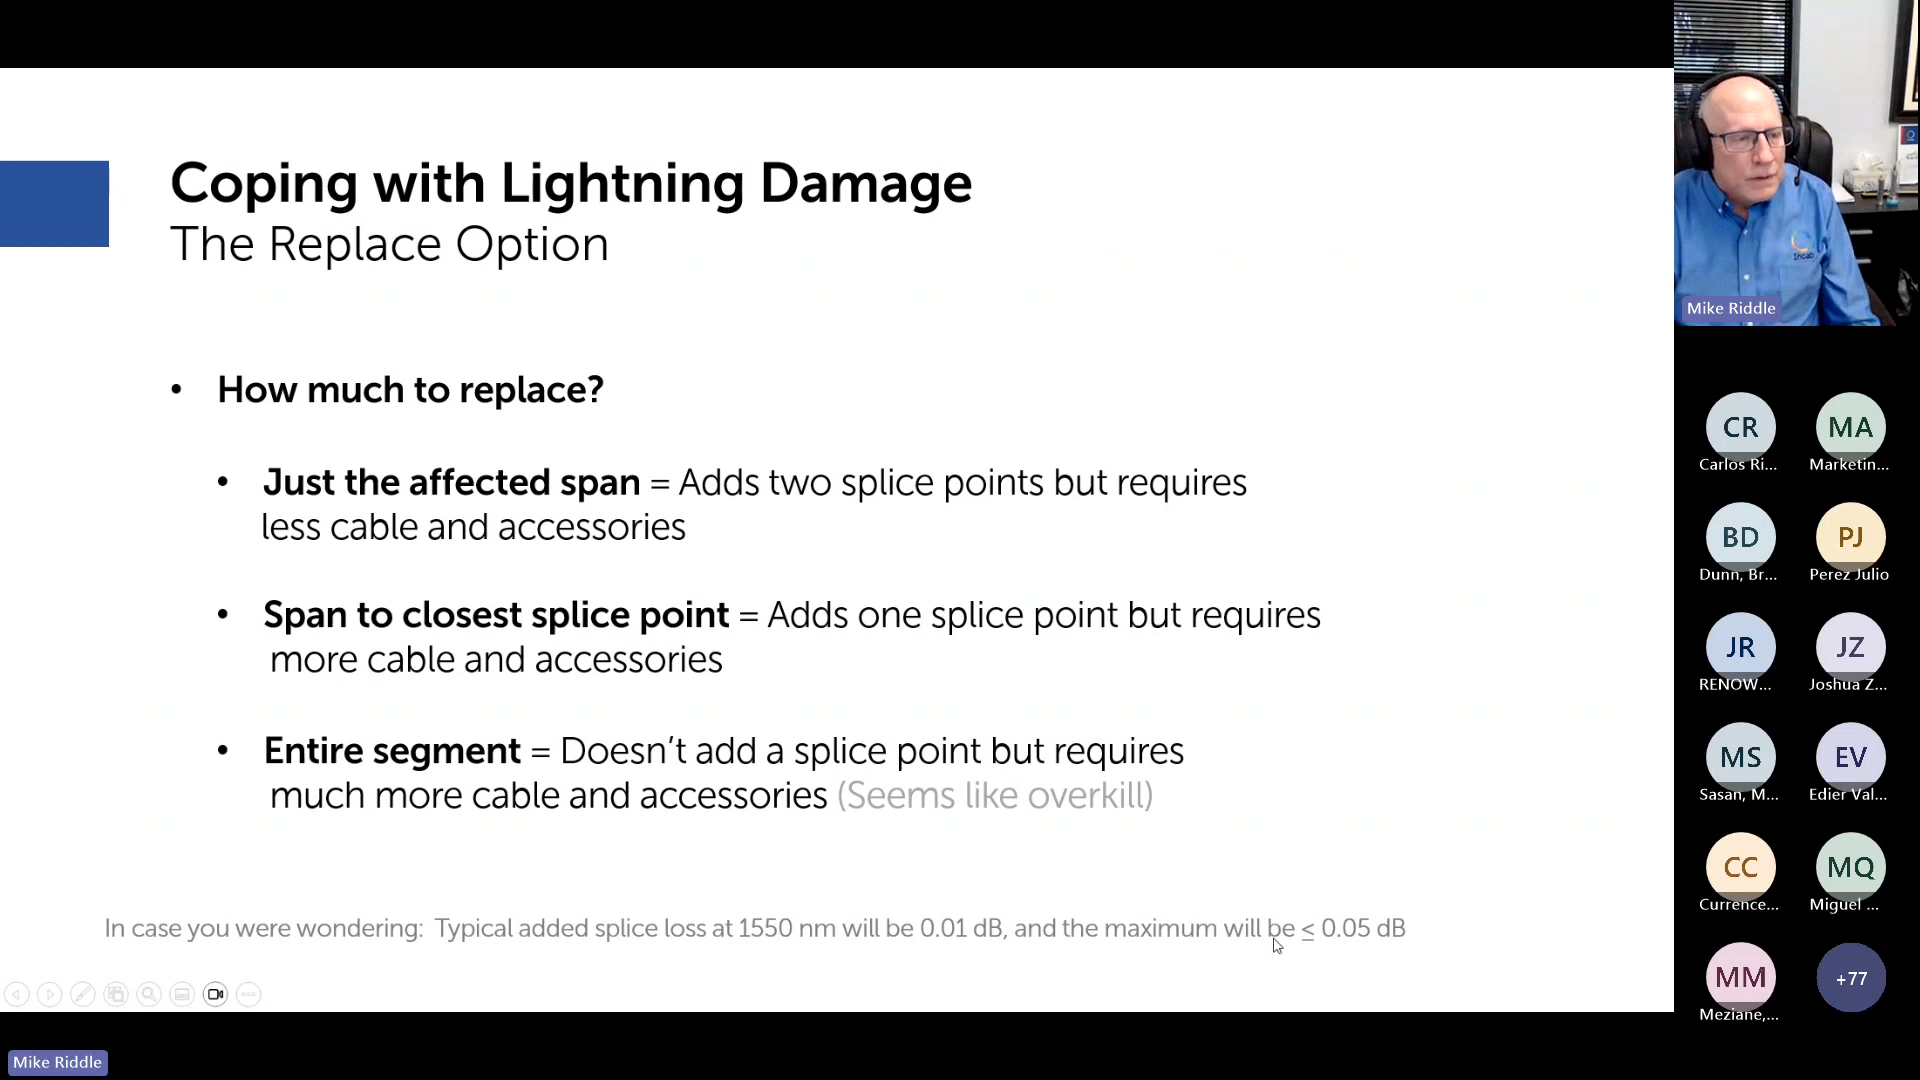 Coping with Lightning Damage
The Replace Option
• How much to replace?
• Just the affected span = Adds two splice points but requires
less cable and accessories
• Span to closest splice point = Adds one splice point but requires
more cable and accessories
• Entire segment = Doesn't add a splice point but requires
much more cable and accessories (Seems like overkill)
In case you were wondering: Typical added splice loss at 1550 nm will be 0.01 dB, and the maximum will be ≤ 0.05 dB
Mike Riddle
Incab
Mike Riddle
CR MA
Carlos Ri... Marketin...
BD PJ
Dunn, Br... Perez Julio
JR JZ
RENOW... Joshua Z...
MS EV
Sasan, M... Edier Val...
CC MQ
Currence... Miguel ...
MM +77
Meziane,...